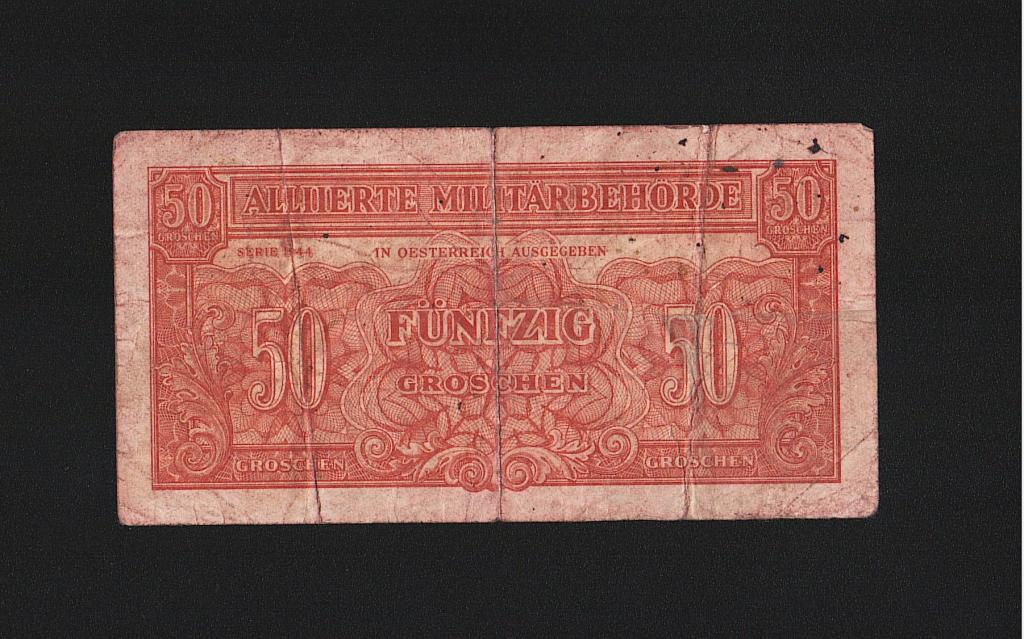 50 ALLIIERTE MILITÄRBEHÖRDE 50
GROSCHEN GROSCHEN
SERIE 1944 IN OESTERREICH AUSGEGEBEN
50 FÜNFZIG 50
GROSCHEN
GROSCHEN GROSCHEN